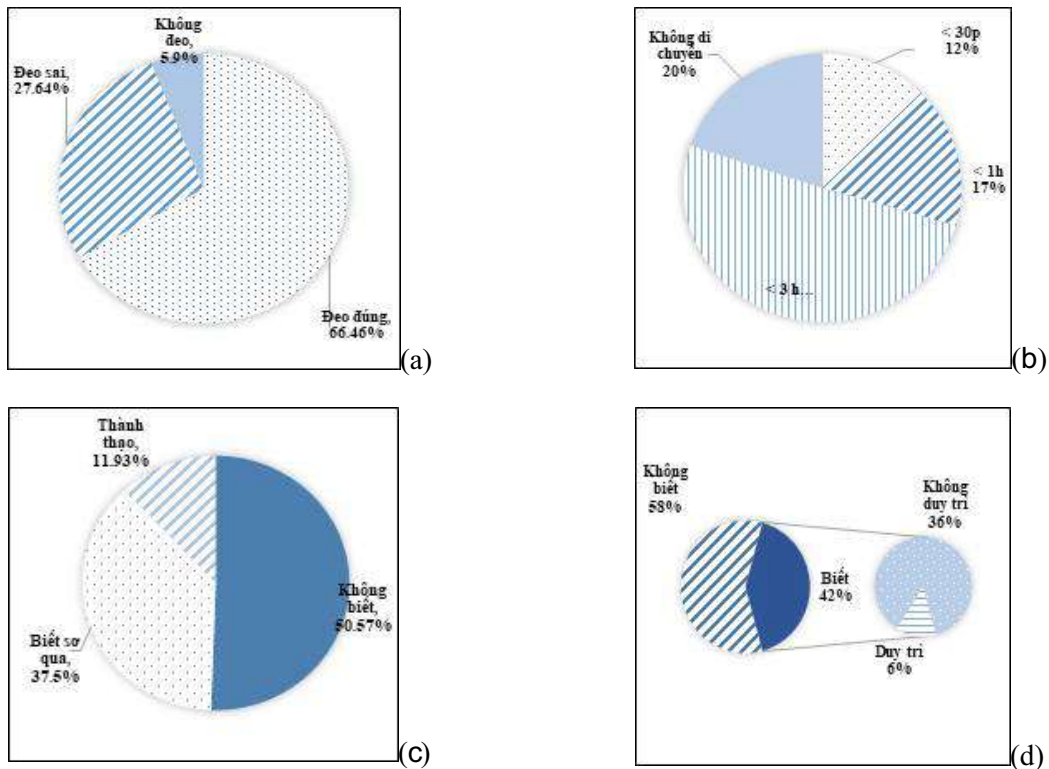 Không
đeo,
5.9%
Đeo sai,
27.64%
Đeo đúng,
66.46%
(a)
Không di
chuyển
20%
< 30p
12%
< 1h
17%
< 3 h...
(b)
Thành
thạo,
11.93%
Không
biết,
50.57%
Biết sơ
qua,
37.5%
(c)
Không
biết
58%
Không
duy trì
36%
Biết
42%
Duy trì
6%
(d)